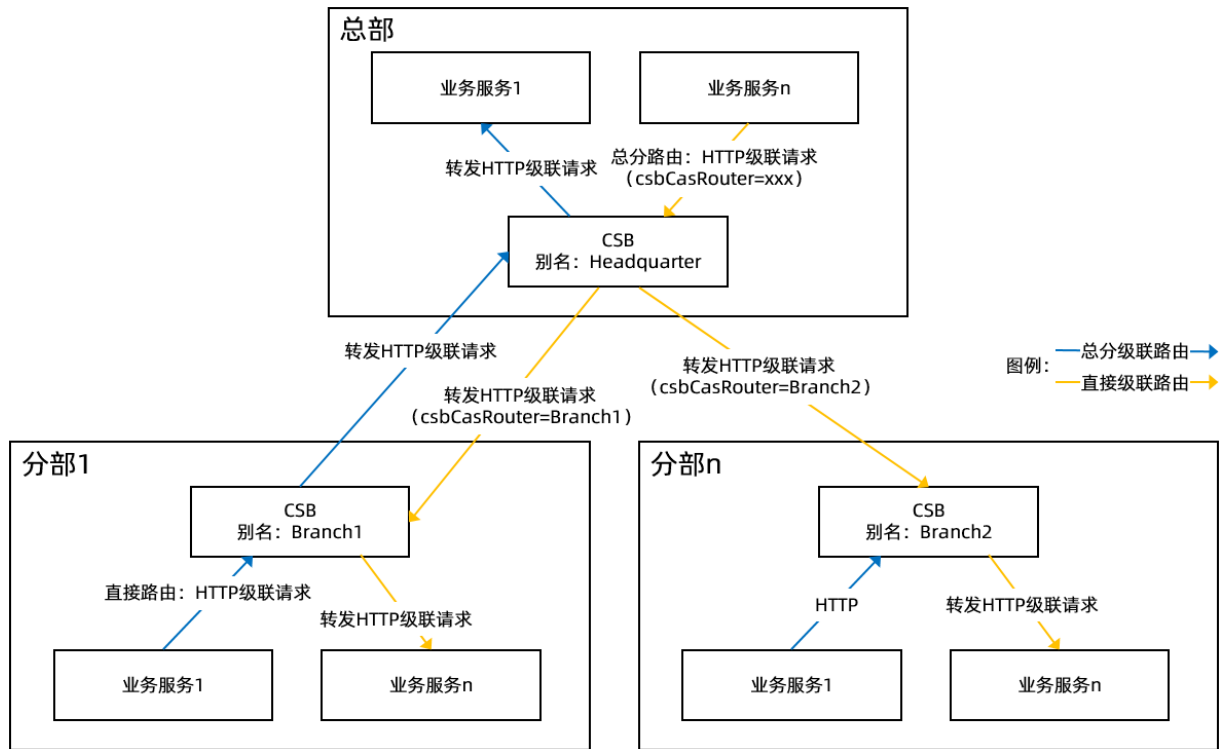 总部
业务服务1
业务服务n
转发HTTP级联请求
总分路由：HTTP级联请求
（csbCasRouter=xxx）
CSB
别名：Headquarter
转发HTTP级联请求
转发HTTP级联请求
（csbCasRouter=Branch1）
转发HTTP级联请求
（csbCasRouter=Branch2）
图例：
总分级联路由
直接级联路由
分部1
CSB
别名：Branch1
直接路由：HTTP级联请求
转发HTTP级联请求
业务服务1
业务服务n
分部n
CSB
别名：Branch2
HTTP
转发HTTP级联请求
业务服务1
业务服务n